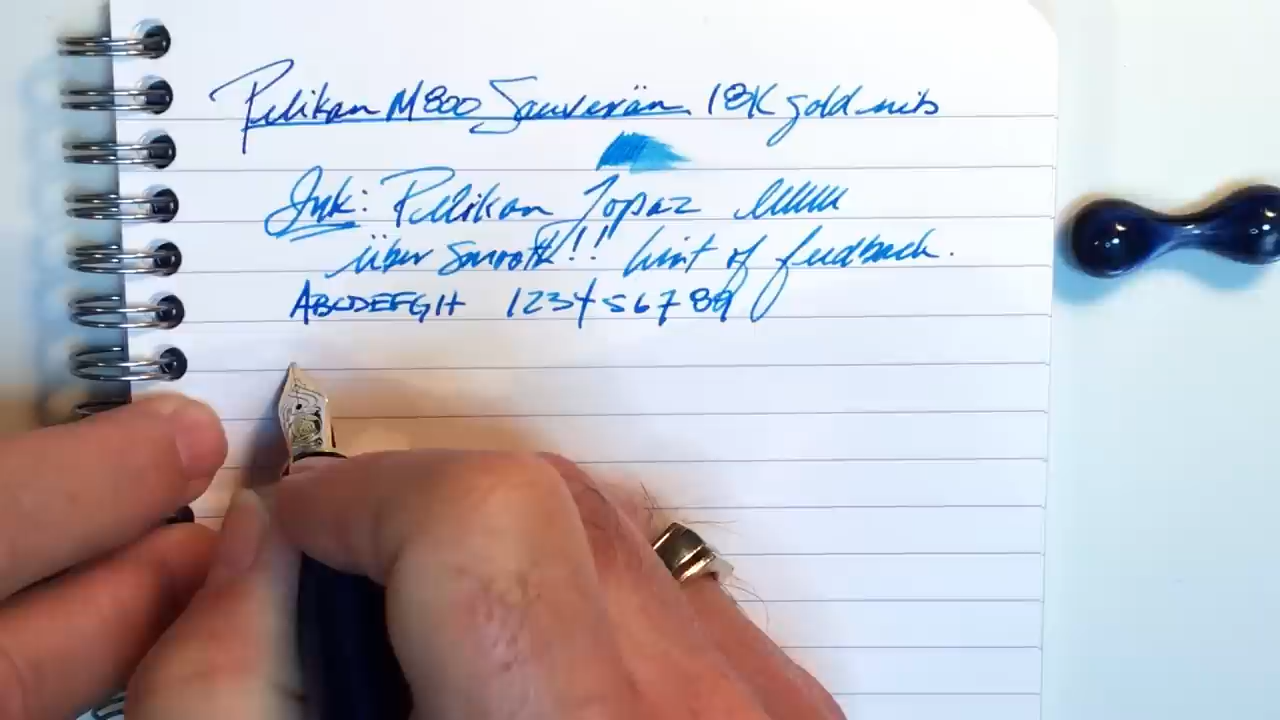 Pelikan M800 Souverän 18K gold nib
Ink: Pelikan Topaz
über smooth!! hint of feedback.
ABCDEFGH 123456789